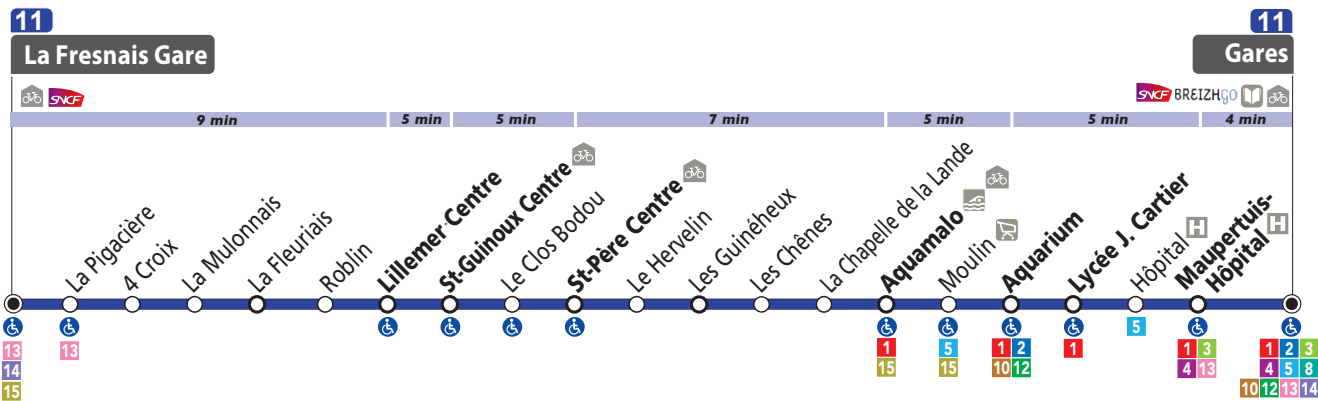 11
La Fresnais Gare
SNCF
11
Gares
SNCF BREIZHGO
9 min
5 min
5 min
7 min
5 min
5 min
4 min
La Pigacière
4 Croix
La Mulonnais
La Fleuriais
Roblin
Lillemer Centre
St-Guinoux Centre
Le Clos Bodou
St-Père Centre
Le Hervelin
Les Guinéheux
Les Chênes
La Chapelle de la Lande
Aquamalo
Moulin
Aquarium
Lycée J. Cartier
Hôpital H
Maupertuis-
Hôpital H
13
14
15
13
1
15
5
15
1 2
10 12
1
5
1 3
4 13
1 2 3
4 5 8
10 12 13 14